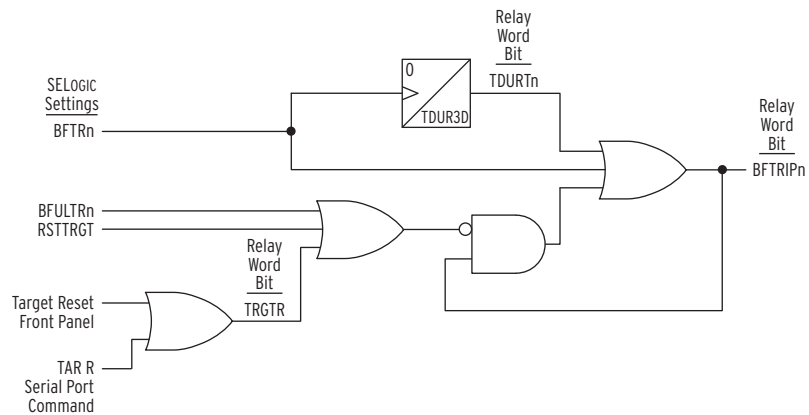 Relay
Word
Bit
TDURTn
0
TDUR3D
SELOGIC
Settings
BFTRn
Relay
Word
Bit
BFTRIPn
BFULTRn
RSTTRGT
Relay
Word
Bit
TRGTR
Target Reset
Front Panel
TAR R
Serial Port
Command